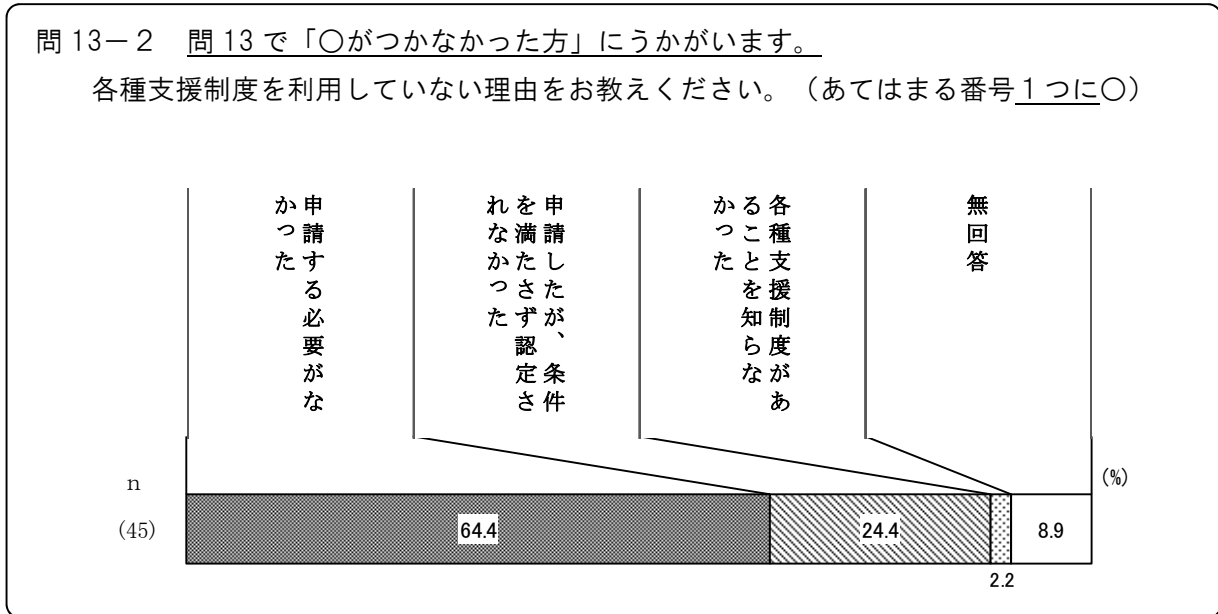 問13－2　問13で「〇がつかなかった方」にうかがいます。
各種支援制度を利用していない理由をお教えください。（あてはまる番号1つに〇）
申請する必要がな
かった
申請したが、条件
を満たさず認定さ
れなかった
各種支援制度があ
ることを知らな
かった
無回答
(%)
n
(45)
64.4
24.4
2.2
8.9